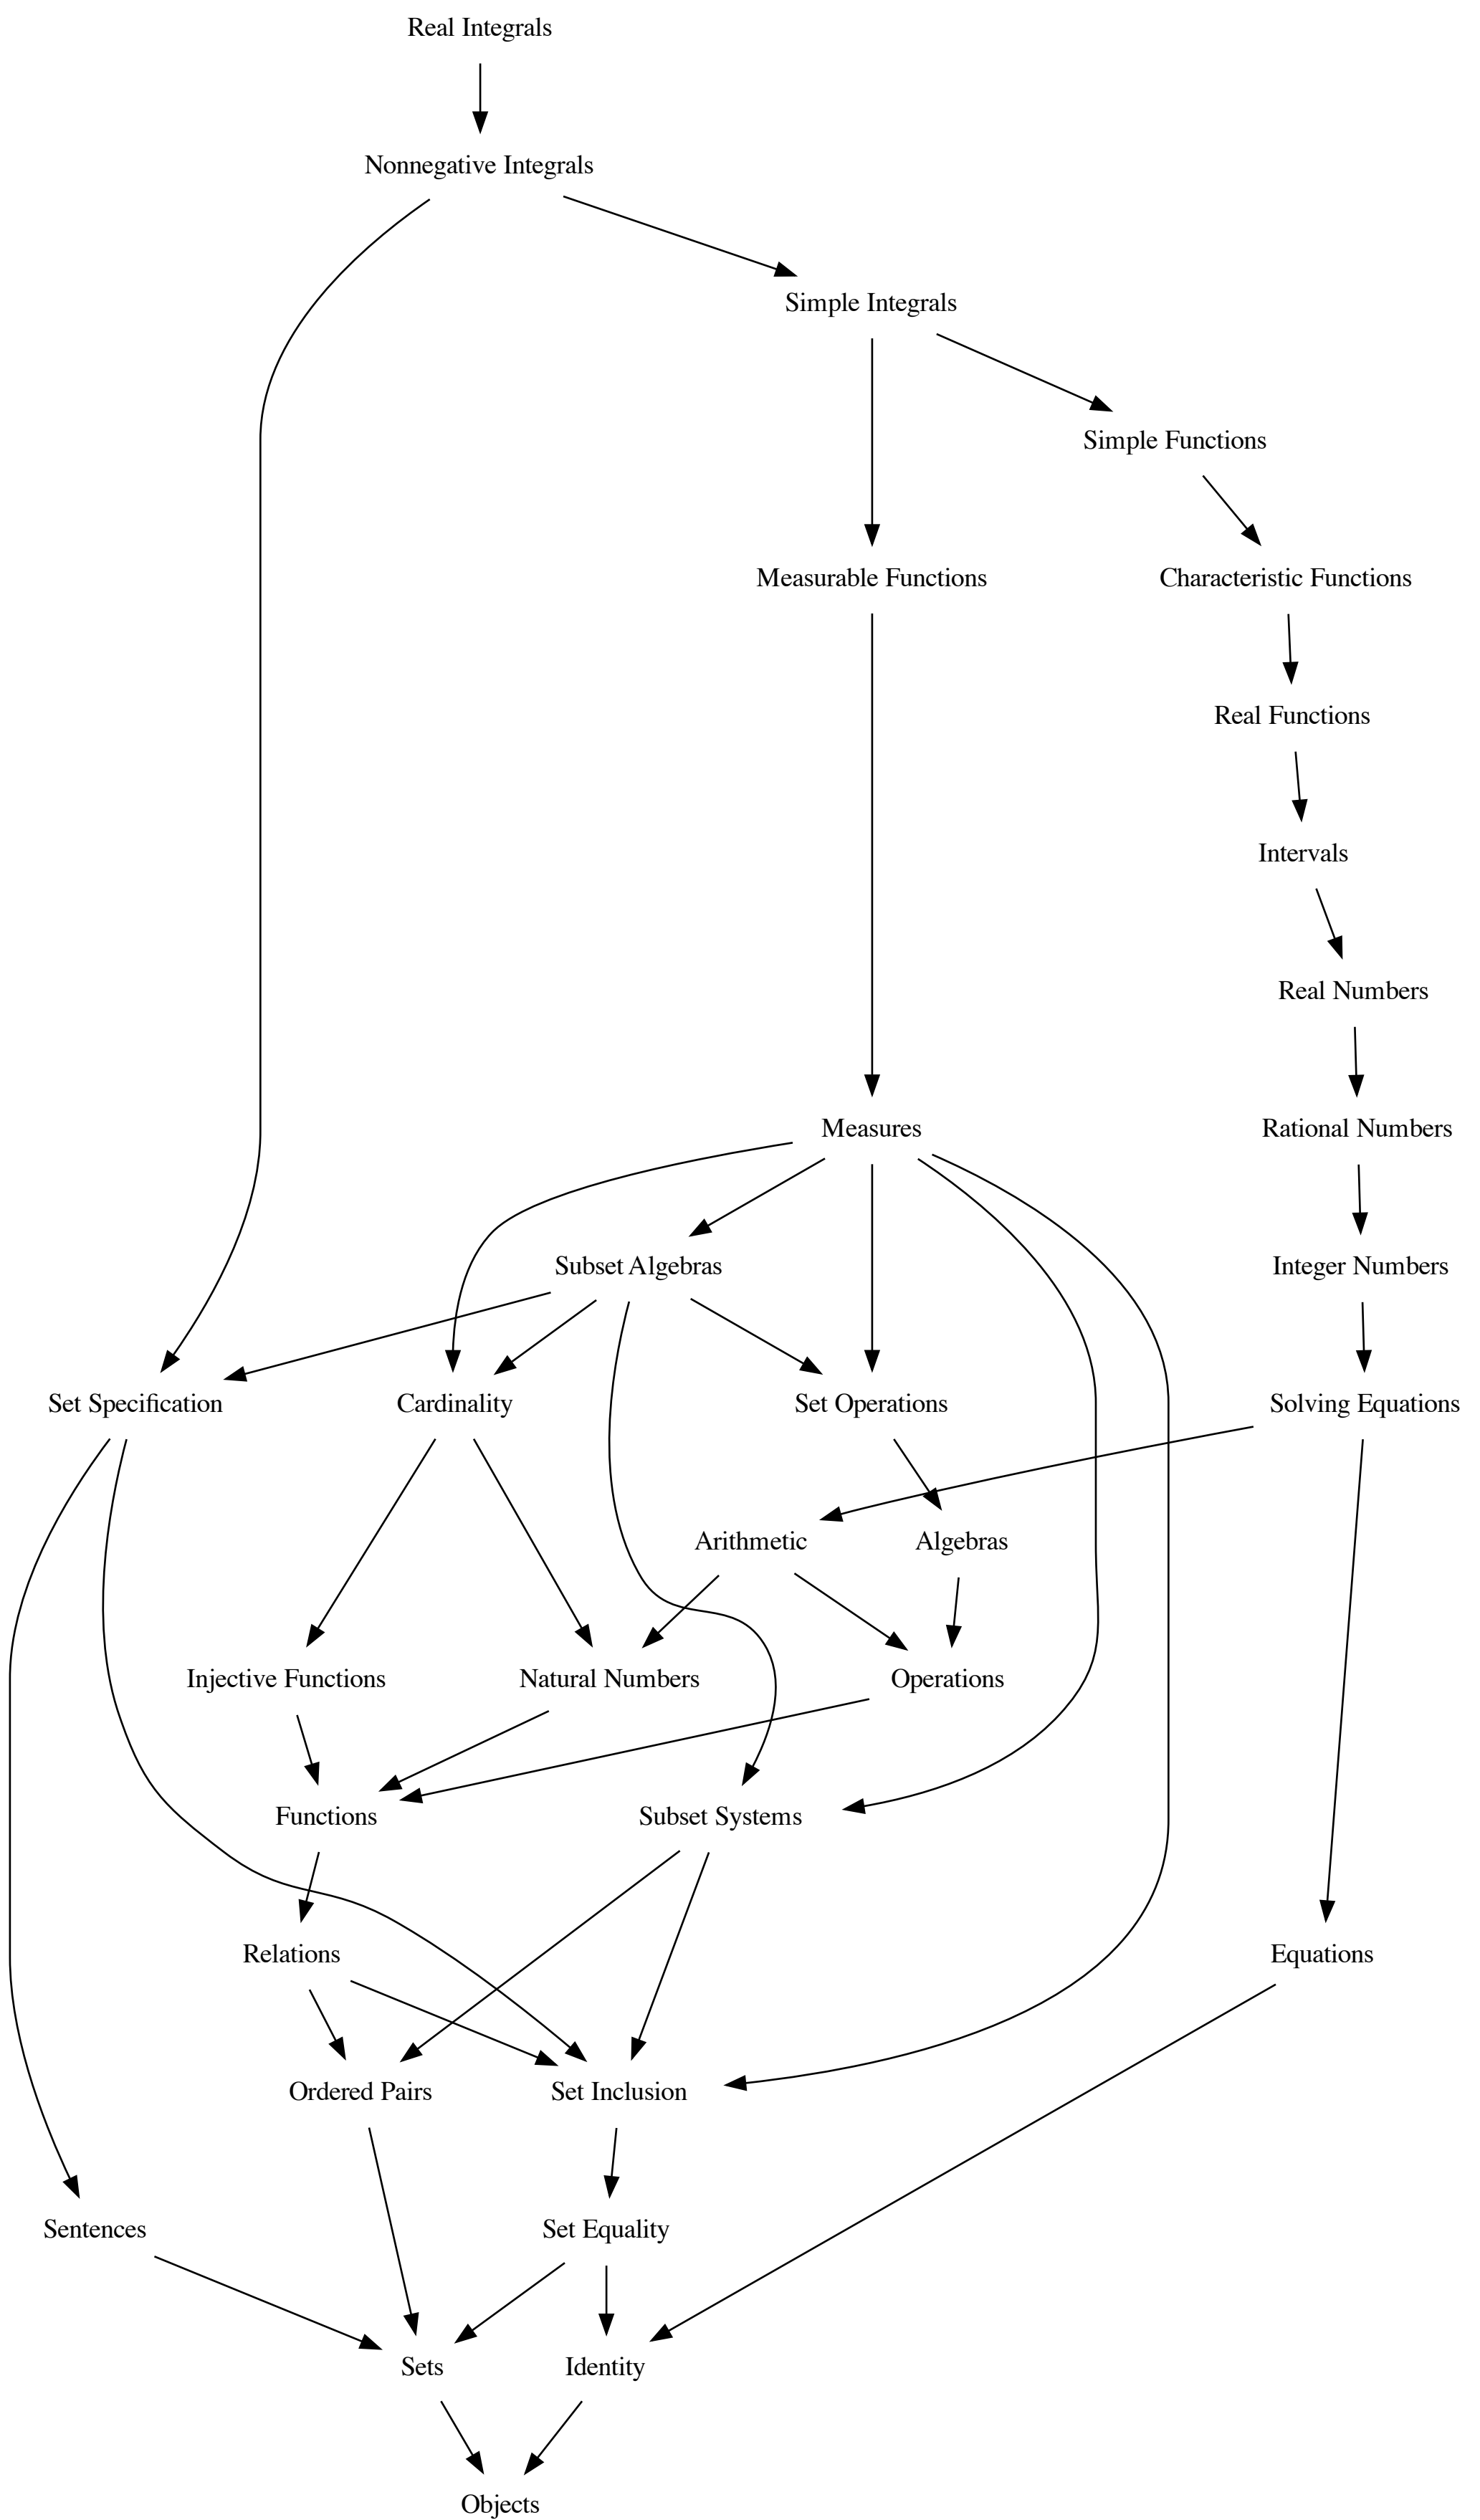 Real Integrals
Nonnegative Integrals
Simple Integrals
Simple Functions
Measurable Functions
Characteristic Functions
Real Functions
Intervals
Real Numbers
Measures
Rational Numbers
Subset Algebras
Integer Numbers
Set Specification
Cardinality
Set Operations
Solving Equations
Arithmetic
Algebras
Injective Functions
Natural Numbers
Operations
Functions
Subset Systems
Relations
Equations
Ordered Pairs
Set Inclusion
Sentences
Set Equality
Sets
Identity
Objects